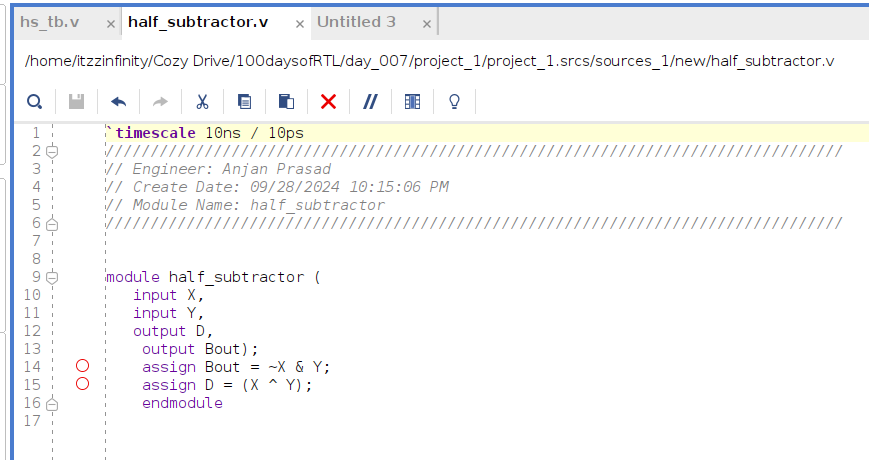 hs_tb.v × half_subtractor.v × Untitled 3 ×
/home/itzzinfinity/Cozy Drive/100daysofRTL/day_007/project_1/project_1.srcs/sources_1/new/half_subtractor.v
1 `timescale 10ns / 10ps
2 //////////////////////////////////////////////////////////////////////////////////
3 // Engineer: Anjan Prasad
4 // Create Date: 09/28/2024 10:15:06 PM
5 // Module Name: half_subtractor
6 //////////////////////////////////////////////////////////////////////////////////
7
8
9 module half_subtractor (
10 input X,
11 input Y,
12 output D,
13 output Bout);
14 assign Bout = ~X & Y;
15 assign D = (X ^ Y);
16 endmodule
17